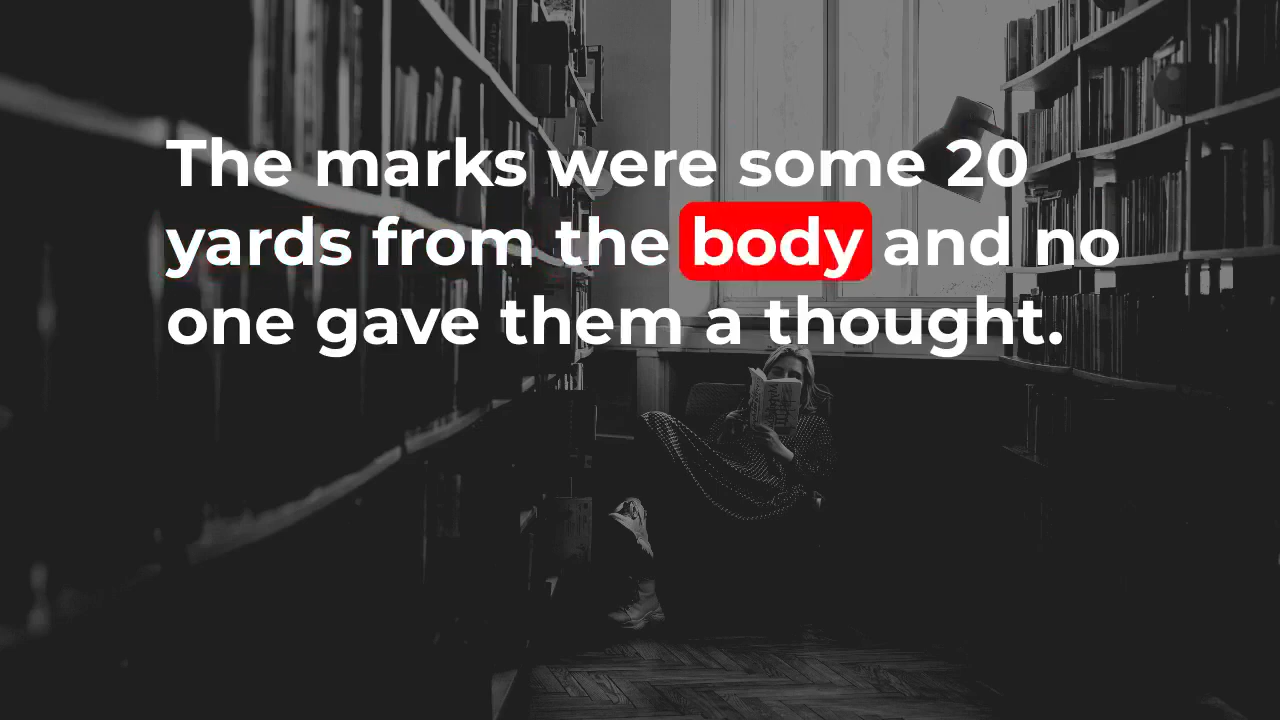 The marks were some 20
yards from the body and no
one gave them a thought.